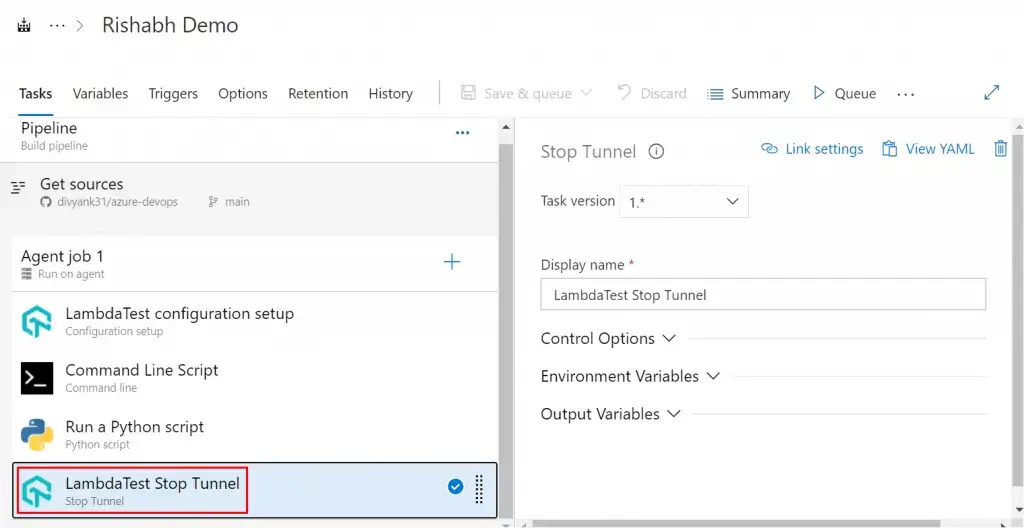 ··· > Rishabh Demo
Tasks Variables Triggers Options Retention History Save & queue Discard Summary Queue ...
Pipeline ...
Build pipeline
Get sources
divyank31/azure-devops main
Agent job 1 +
Run on agent
LambdaTest configuration setup
Configuration setup
Command Line Script
Command line
Run a Python script
Python script
LambdaTest Stop Tunnel
Stop Tunnel
Stop Tunnel Link settings View YAML
Task version 1.*
Display name *
LambdaTest Stop Tunnel
Control Options
Environment Variables
Output Variables